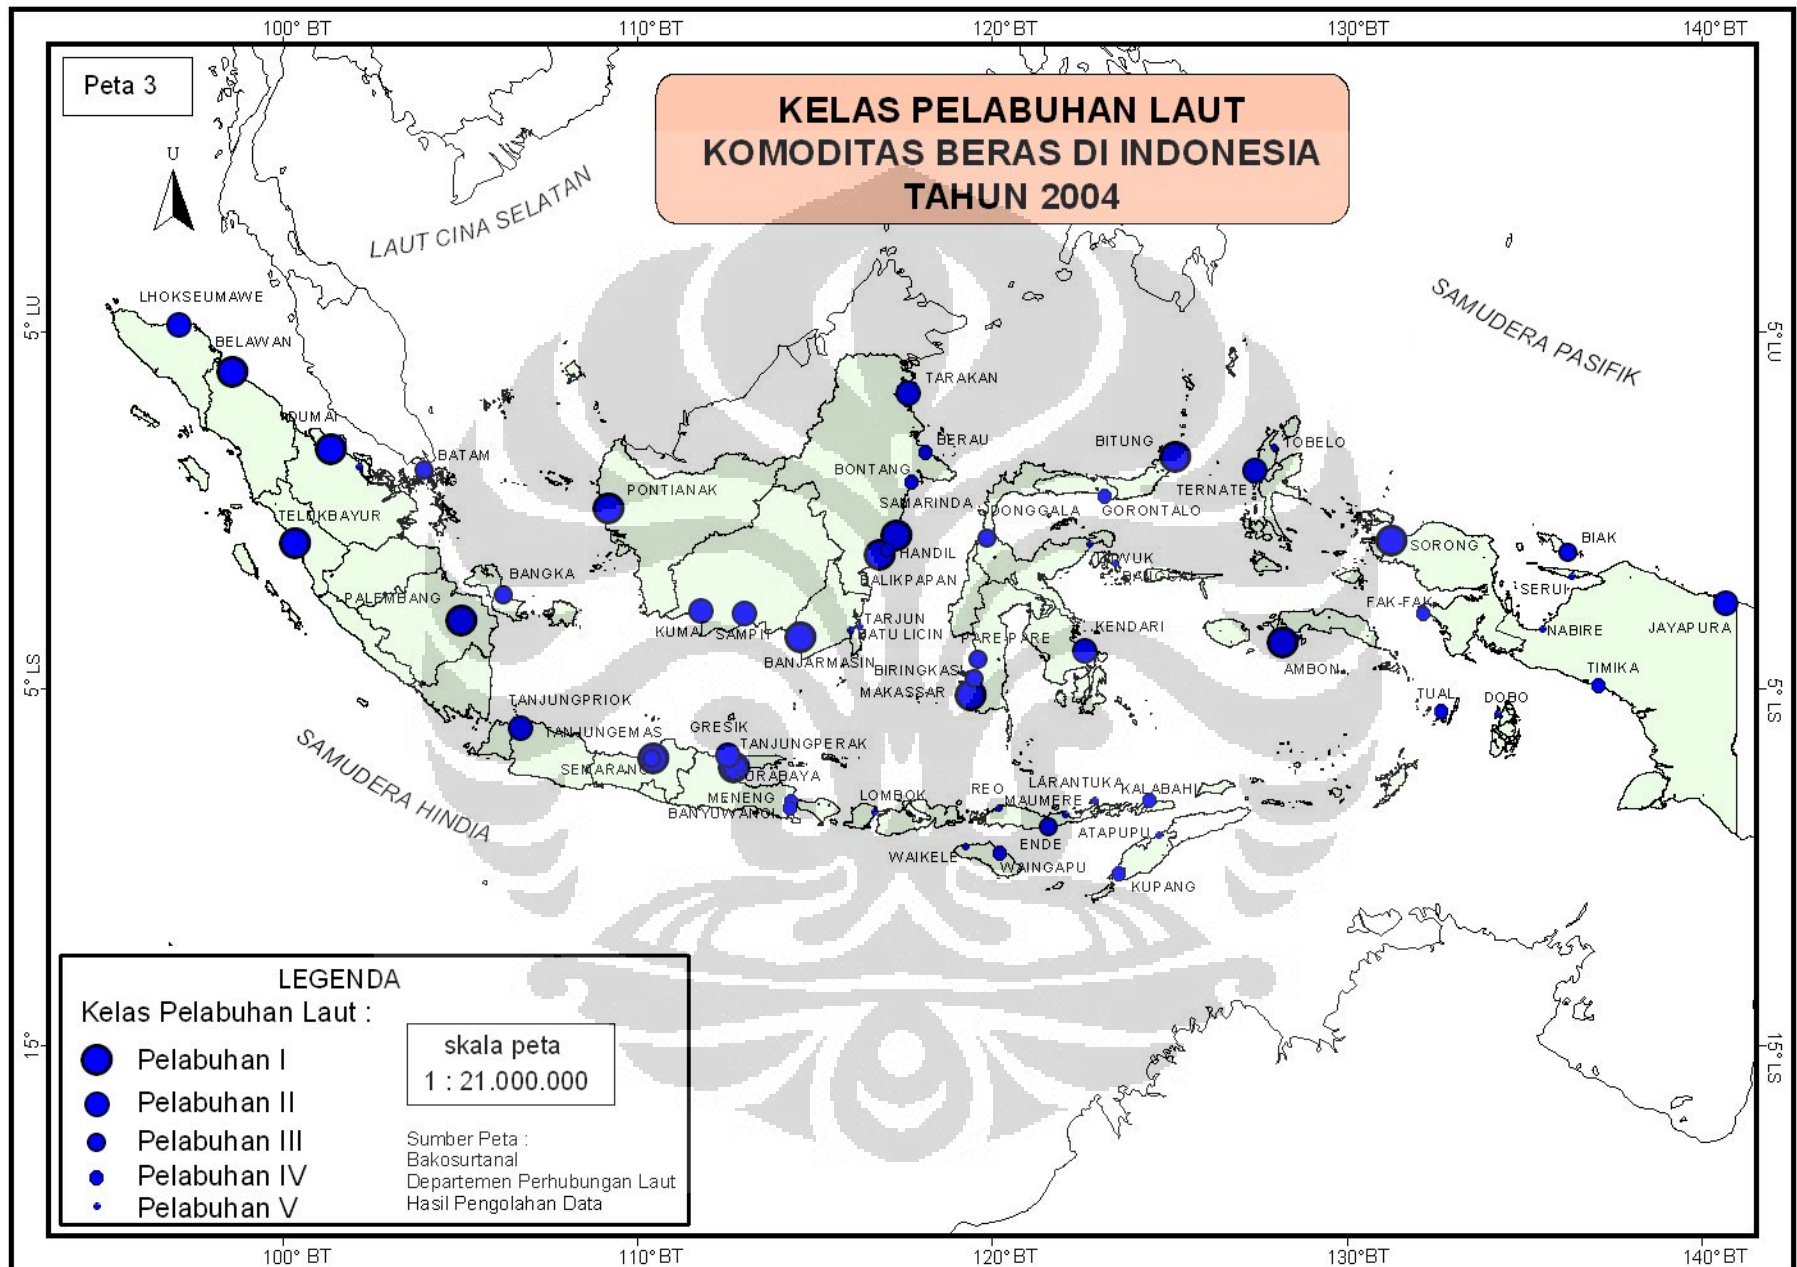 100° BT
110° BT
120° BT
130° BT
140° BT
Peta 3
U
KELAS PELABUHAN LAUT
KOMODITAS BERAS DI INDONESIA
TAHUN 2004
LAUT CINA SELATAN
SAMUDERA PASIFIK
5° LU
5° LU
LHOKSEUMAWE
BELAWAN
DUMAI
BATAM
TELUKBAYUR
BANGKA
PALEMBANG
TARAKAN
BERAU
BONTANG
PONTIANAK
SAMARINDA
HANDIL
BALIKPAPAN
KUMAI
SAMPIT
BANJARMASIN
TARJUN
BATU LICIN
BITUNG
TOBELO
TERNATE
DONGGALA
GORONTALO
LUWUK
BANGGAI
PARE-PARE
KENDARI
BIRINGKASI
MAKASSAR
SORONG
BIAK
SERUI
FAK-FAK
NABIRE
JAYAPURA
AMBON
TIMIKA
TUAL
DOBO
5° LS
5° LS
TANJUNGPRIOK
TANJUNGEMAS
SEMARANG
GRESIK
TANJUNGPERAK
SURABAYA
MENENG
BANYUWANGI
LOMBOK
REO
LARANTUKA
MAUMERE
KALABAHI
ATAPUPU
ENDE
WAIKELE
WAINGAPU
KUPANG
SAMUDERA HINDIA
15°
15° LS
LEGENDA
Kelas Pelabuhan Laut :
Pelabuhan I
Pelabuhan II
Pelabuhan III
Pelabuhan IV
Pelabuhan V
skala peta
1 : 21.000.000
Sumber Peta :
Bakosurtanal
Departemen Perhubungan Laut
Hasil Pengolahan Data
100° BT
110° BT
120° BT
130° BT
140° BT